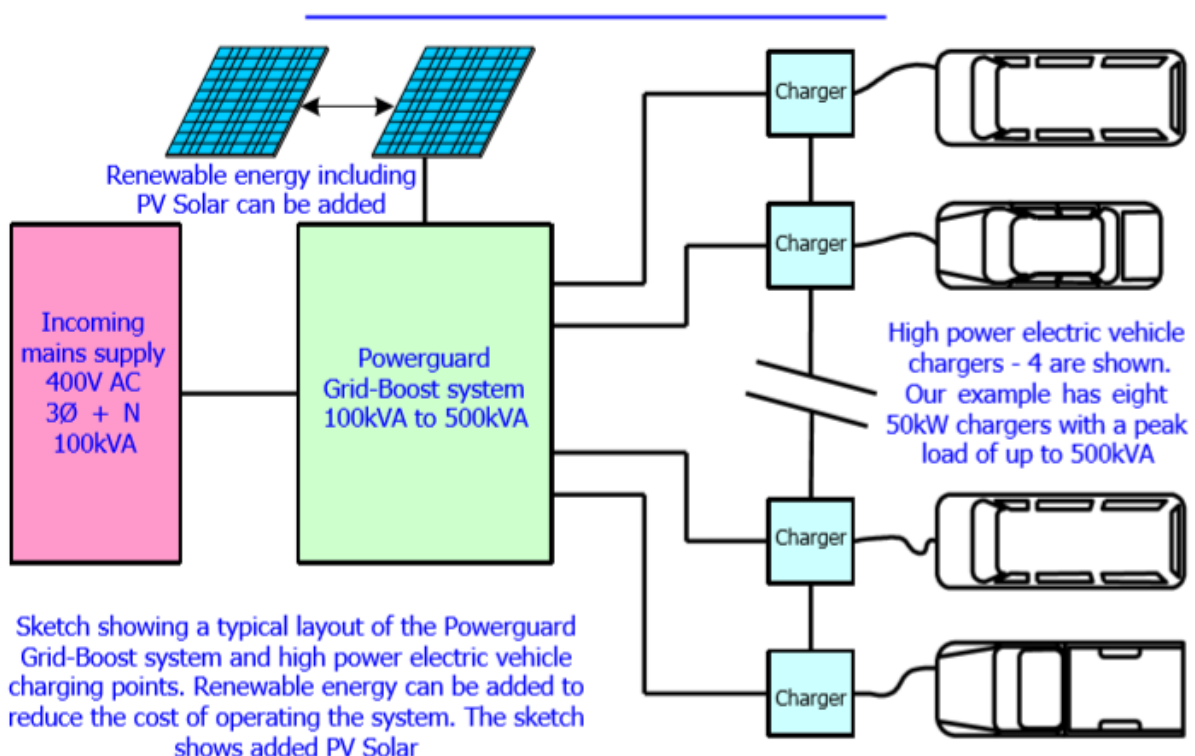 Renewable energy including
PV Solar can be added
Incoming
mains supply
400V AC
3Ø + N
100kVA
Powerguard
Grid-Boost system
100kVA to 500kVA
Charger
Charger
High power electric vehicle
chargers - 4 are shown.
Our example has eight
50kW chargers with a peak
load of up to 500kVA
Charger
Charger
Sketch showing a typical layout of the Powerguard
Grid-Boost system and high power electric vehicle
charging points. Renewable energy can be added to
reduce the cost of operating the system. The sketch
shows added PV Solar